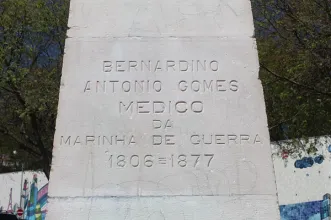 BERNARDINO
ANTONIO GOMES
MEDICO
DA
MARINHA DE GUERRA
1806=1877